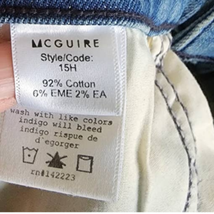 MCGUIRE
Style/Code:
15H
92% Cotton
6% EME 2% EA
wash with like colors
indigo will bleed
indigo rispue de
d'egorger
rn#142223